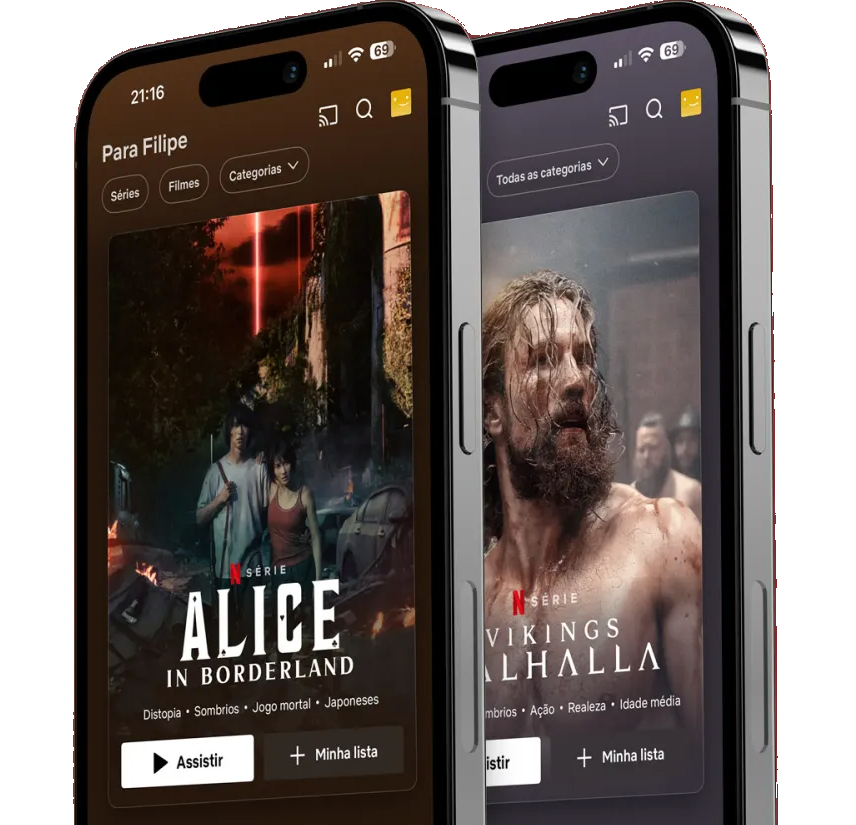 21:16
69
Para Filipe
Séries
Filmes
Categorias
N SÉRIE
ALICE
IN BORDERLAND
Distopia • Sombrios • Jogo mortal • Japoneses
Assistir
Minha lista
69
Todas as categorias
N SÉRIE
VIKINGS
ALHALLA
mbrios • Ação • Realeza • Idade média
istir
Minha lista